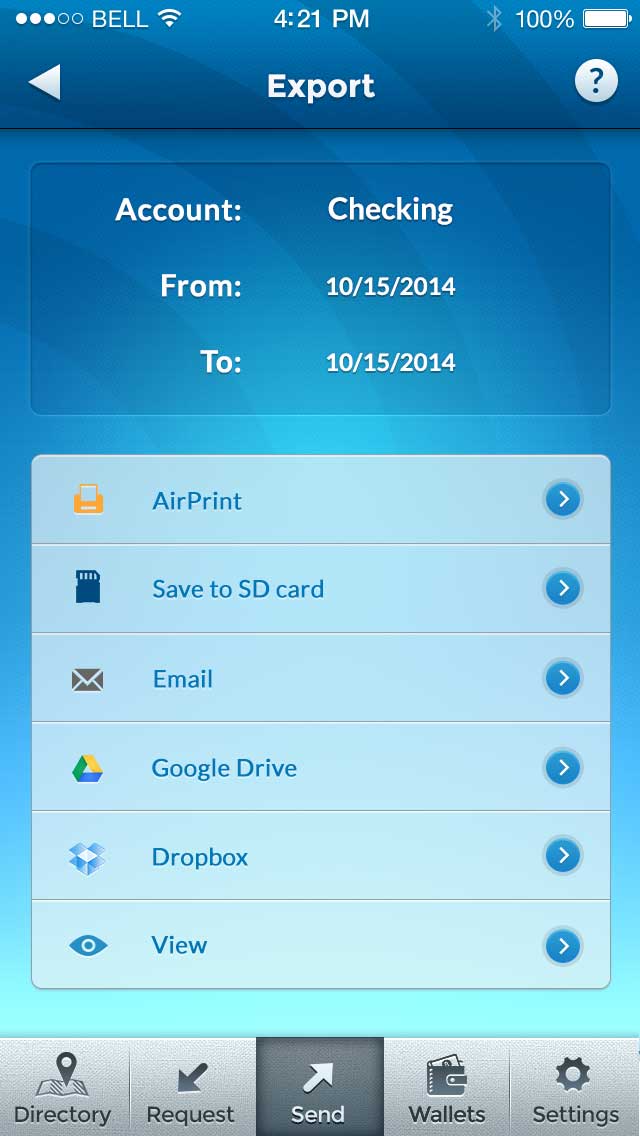 BELL 4:21 PM 100%
Export ?
Account: Checking
From: 10/15/2014
To: 10/15/2014
AirPrint
Save to SD card
Email
Google Drive
Dropbox
View
Directory Request Send Wallets Settings